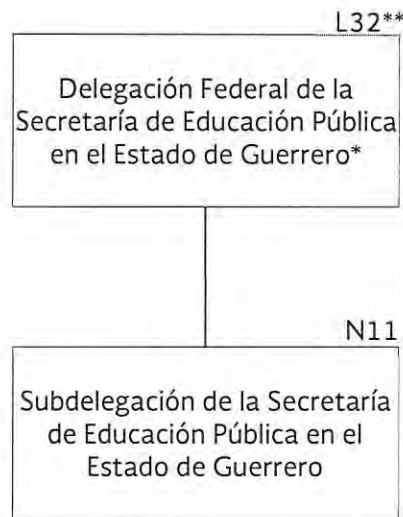 L32**
Delegación Federal de la
Secretaría de Educación Pública
en el Estado de Guerrero*
N11
Subdelegación de la Secretaría
de Educación Pública en el
Estado de Guerrero